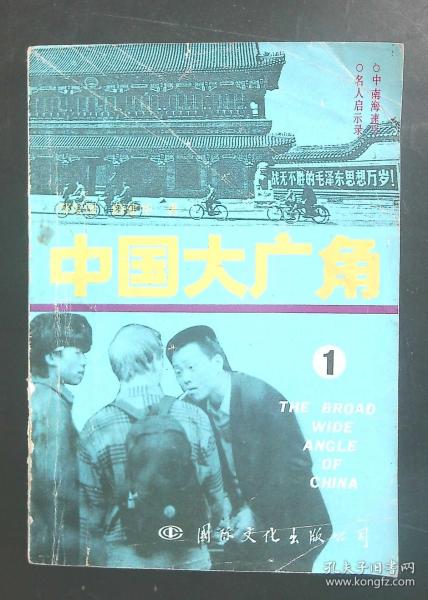 ○中南海速写
○名人启示录
战无不胜的毛泽东思想万岁!
中国大广角
1
THE BROAD
WIDE
ANGLE
OF
CHINA
国际文化出版公司
孔夫子旧书网
www.kongfz.com